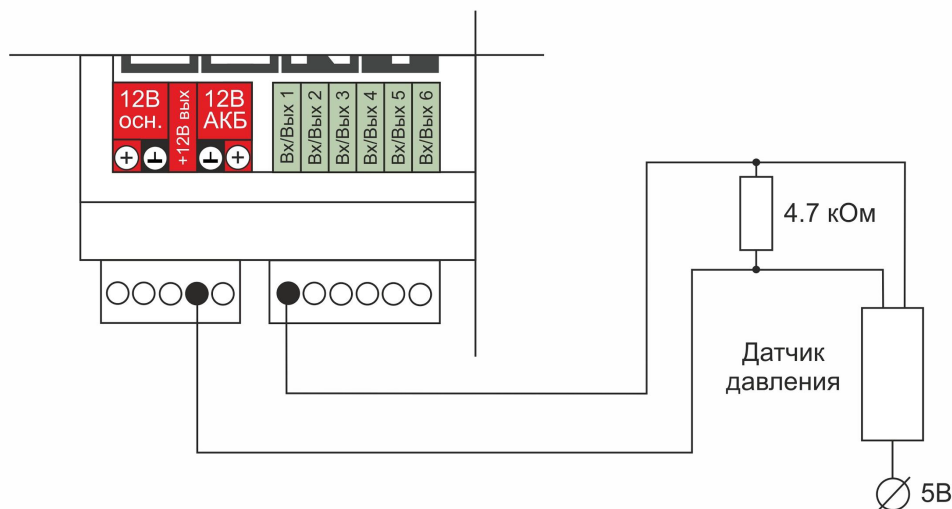 12В
осн.
+12В вых
12В
АКБ
Вх/Вых 1
Вх/Вых 2
Вх/Вых 3
Вх/Вых 4
Вх/Вых 5
Вх/Вых 6
4.7 кОм
Датчик
давления
5В